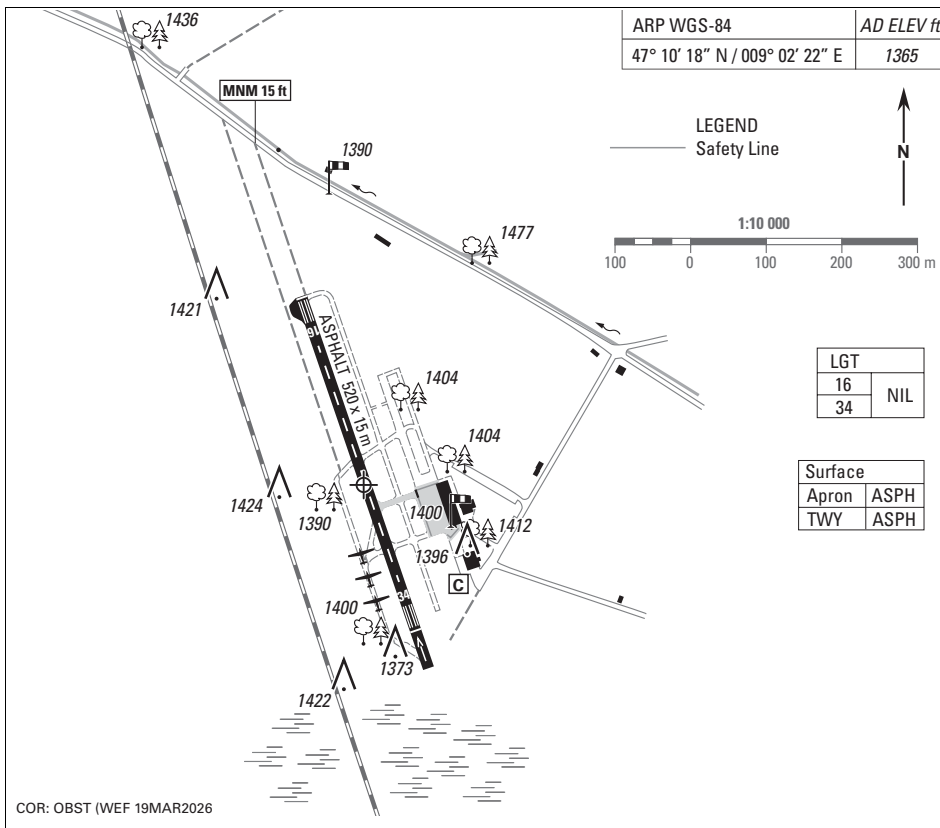 1436
ARP WGS-84
AD ELEV ft
47° 10′ 18″ N / 009° 02′ 22″ E
1365
MNM 15 ft
LEGEND
Safety Line
N
1390
1:10 000
1477
100 0 100 200 300 m
1421
ASPHALT 520 x 15 m
16
LGT
16
34
NIL
1404
1404
1424
1390
1400
1412
1396
Surface
Apron ASPH
TWY ASPH
C
34
1400
1373
1422
COR: OBST (WEF 19MAR2026